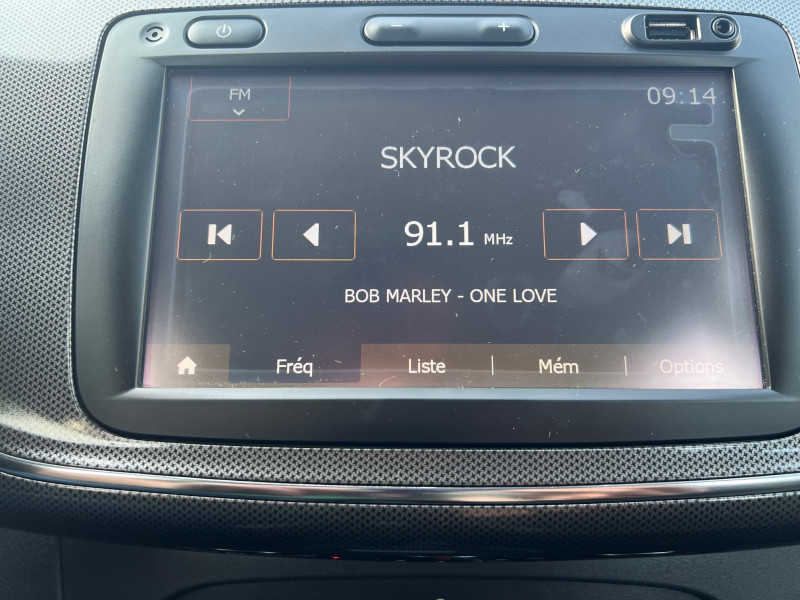 FM
09:14
SKYROCK
91.1 MHz
BOB MARLEY - ONE LOVE
Fréq
Liste
Mém
Options